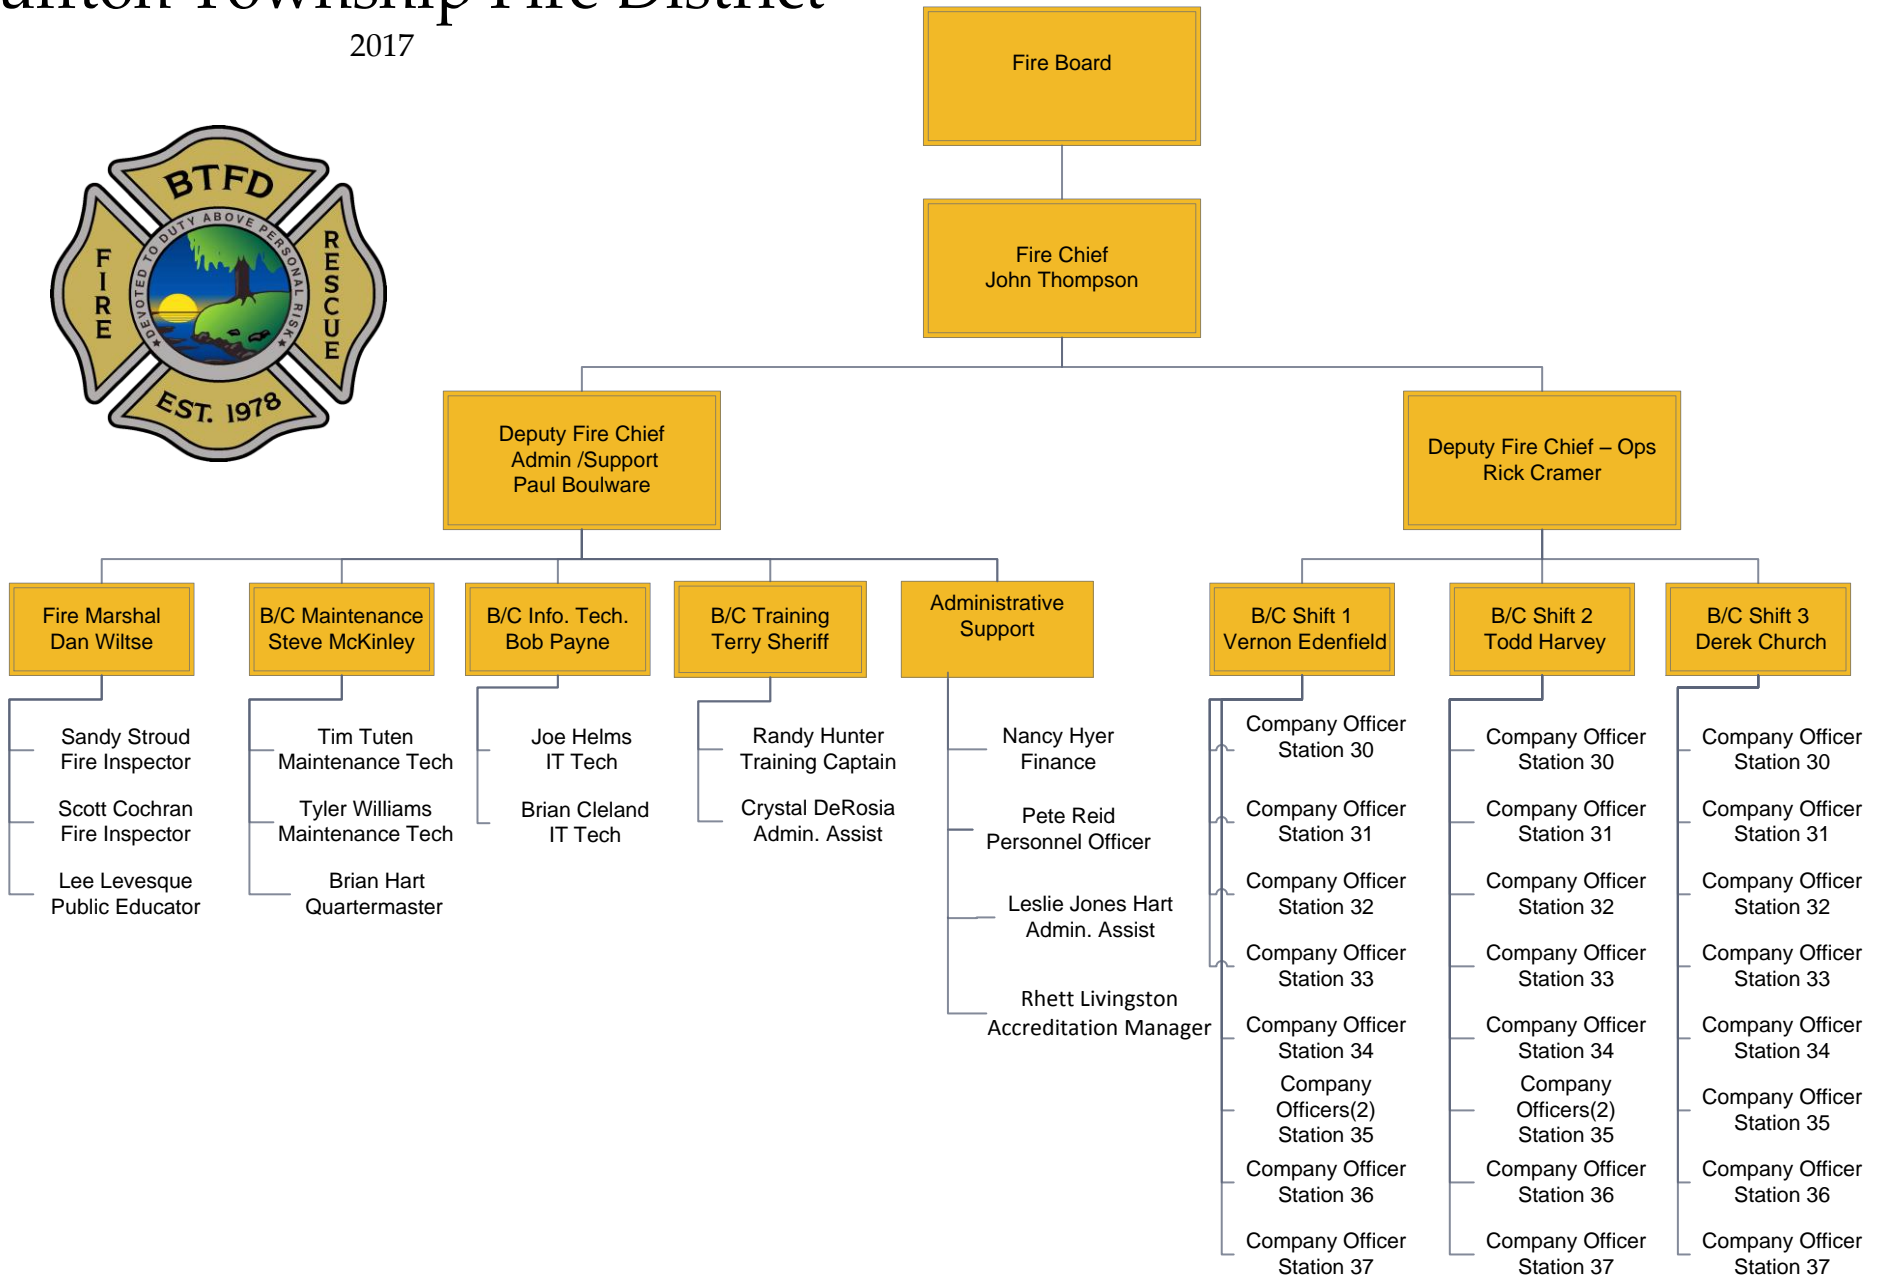 Township Fire District
2017
BTFD
FIRE
RESCUE
DEVOTED TO DUTY ABOVE PERSONAL RISK
EST. 1978
Fire Board
Fire Chief
John Thompson
Deputy Fire Chief
Admin /Support
Paul Boulware
Deputy Fire Chief – Ops
Rick Cramer
Fire Marshal
Dan Wiltse
B/C Maintenance
Steve McKinley
B/C Info. Tech.
Bob Payne
B/C Training
Terry Sheriff
Administrative
Support
B/C Shift 1
Vernon Edenfield
B/C Shift 2
Todd Harvey
B/C Shift 3
Derek Church
Sandy Stroud
Fire Inspector
Scott Cochran
Fire Inspector
Lee Levesque
Public Educator
Tim Tuten
Maintenance Tech
Tyler Williams
Maintenance Tech
Brian Hart
Quartermaster
Joe Helms
IT Tech
Brian Cleland
IT Tech
Randy Hunter
Training Captain
Crystal DeRosia
Admin. Assist
Nancy Hyer
Finance
Pete Reid
Personnel Officer
Leslie Jones Hart
Admin. Assist
Rhett Livingston
Accreditation Manager
Company Officer
Station 30
Company Officer
Station 31
Company Officer
Station 32
Company Officer
Station 33
Company Officer
Station 34
Company
Officers(2)
Station 35
Company Officer
Station 36
Company Officer
Station 37
Company Officer
Station 30
Company Officer
Station 31
Company Officer
Station 32
Company Officer
Station 33
Company Officer
Station 34
Company
Officers(2)
Station 35
Company Officer
Station 36
Company Officer
Station 37
Company Officer
Station 30
Company Officer
Station 31
Company Officer
Station 32
Company Officer
Station 33
Company Officer
Station 34
Company Officer
Station 35
Company Officer
Station 36
Company Officer
Station 37